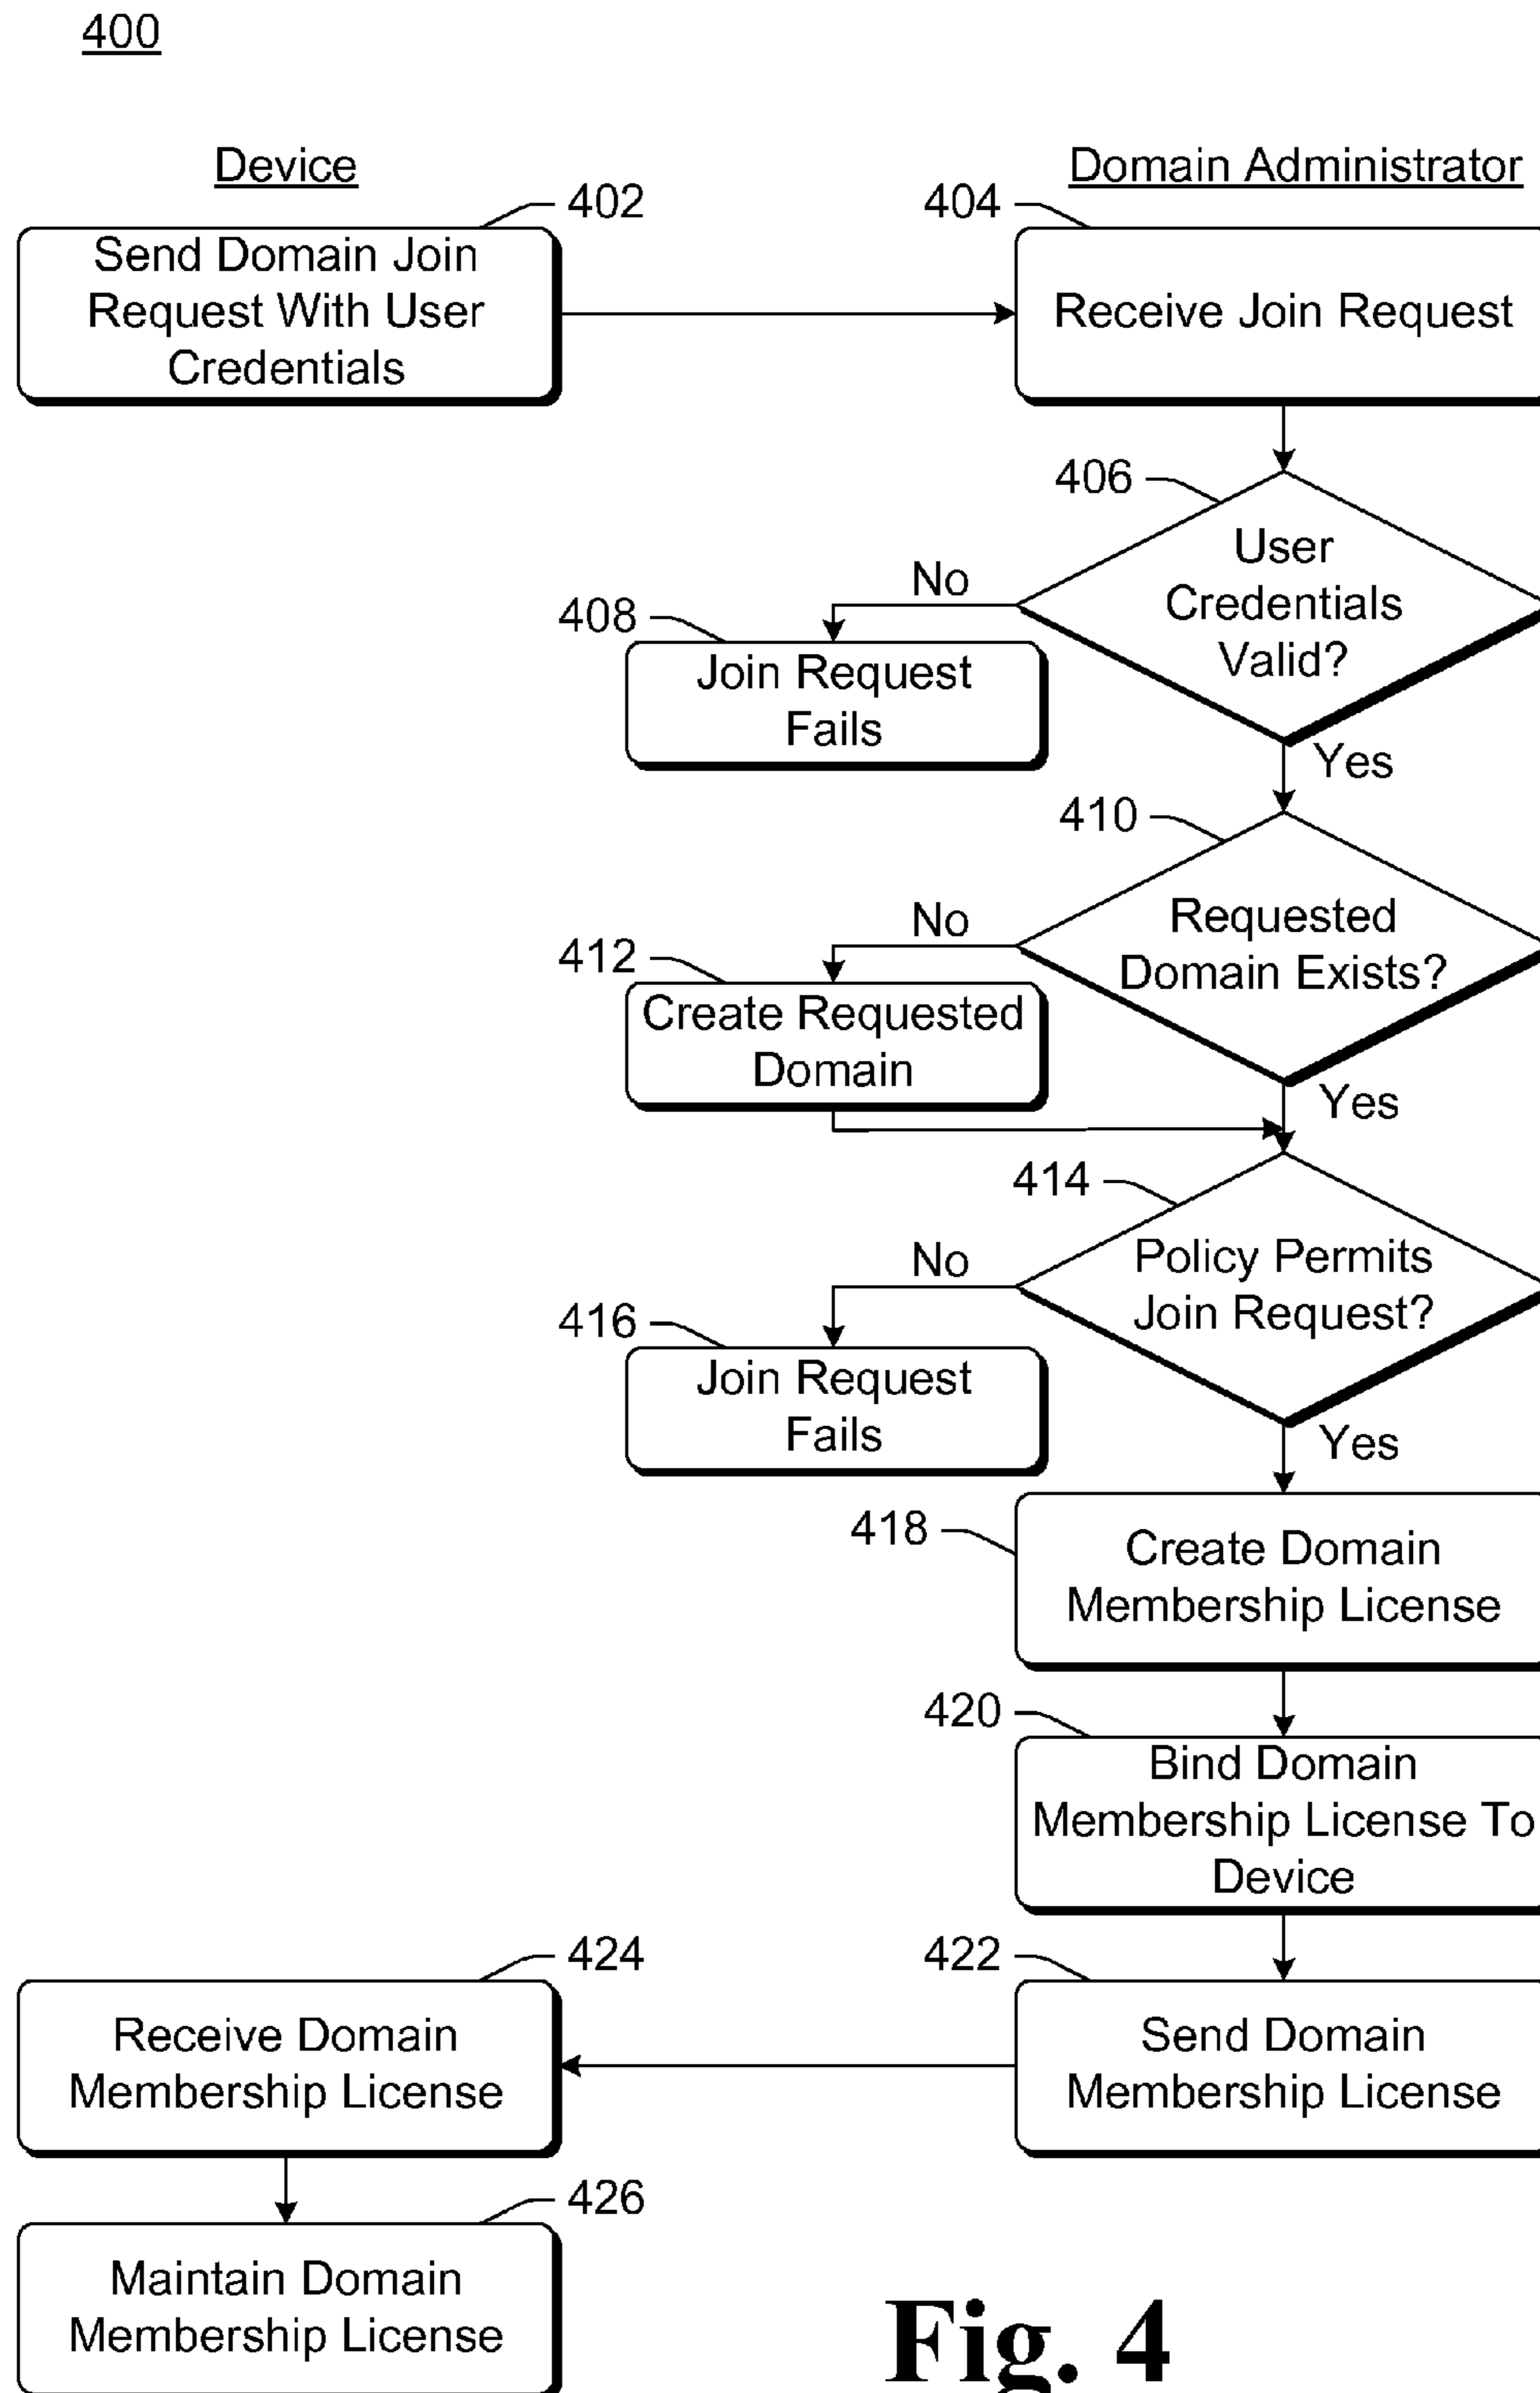 400
Device
Domain Administrator
402
404
Send Domain Join
Request With User
Credentials
Receive Join Request
406
User
Credentials
Valid?
No
408
Join Request
Fails
Yes
410
Requested
Domain Exists?
No
412
Create Requested
Domain
Yes
414
Policy Permits
Join Request?
No
416
Join Request
Fails
Yes
418
Create Domain
Membership License
420
Bind Domain
Membership License To
Device
424
422
Receive Domain
Membership License
Send Domain
Membership License
426
Maintain Domain
Membership License
Fig. 4